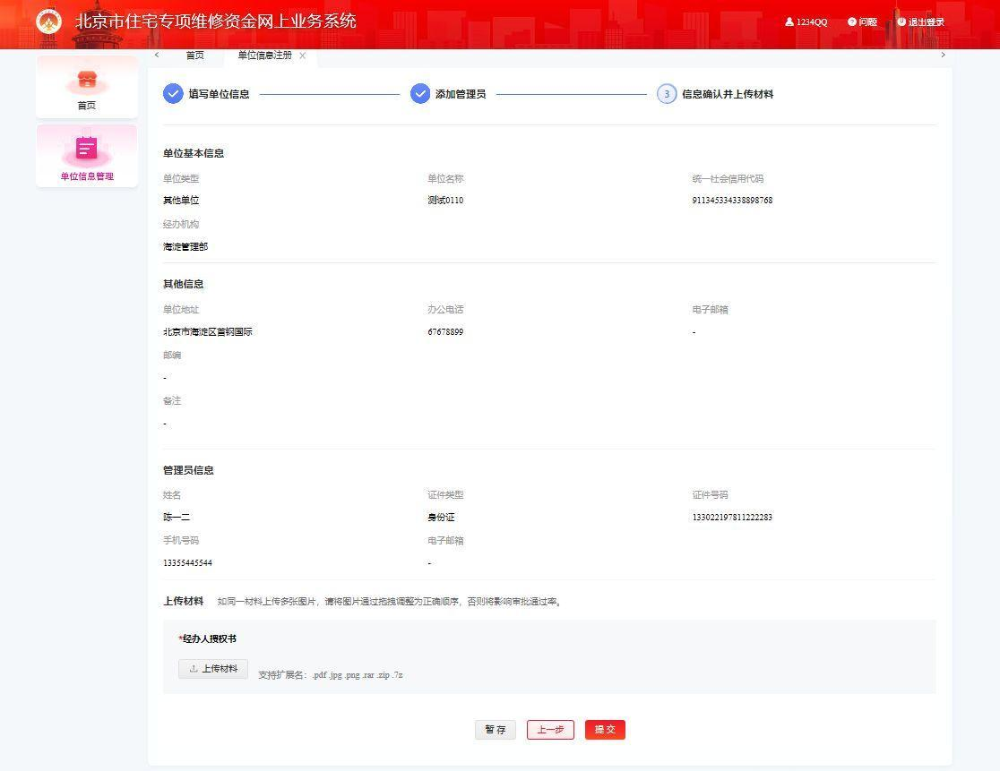 北京市住宅专项维修资金网上业务系统
1234QQ 问题 退出登录
首页 单位信息注册
首页
单位信息管理
填写单位信息 添加管理员 3 信息确认并上传材料
单位基本信息
单位类型 单位名称 统一社会信用代码
其他单位 测试0110 911345334338898768
经办机构
海淀管理部
其他信息
单位地址 办公电话 电子邮箱
北京市海淀区首钢国际 67678899 -
邮编
-
备注
-
管理员信息
姓名 证件类型 证件号码
陈一二 身份证 133022197811222283
手机号码 电子邮箱
13355445544 -
上传材料 如同一材料上传多张图片，请将图片通过拖拽调整为正确顺序，否则将影响审批通过率。
*经办人授权书
上传材料 支持扩展名：.pdf .jpg .png .rar .zip .7z
暂存 上一步 提交